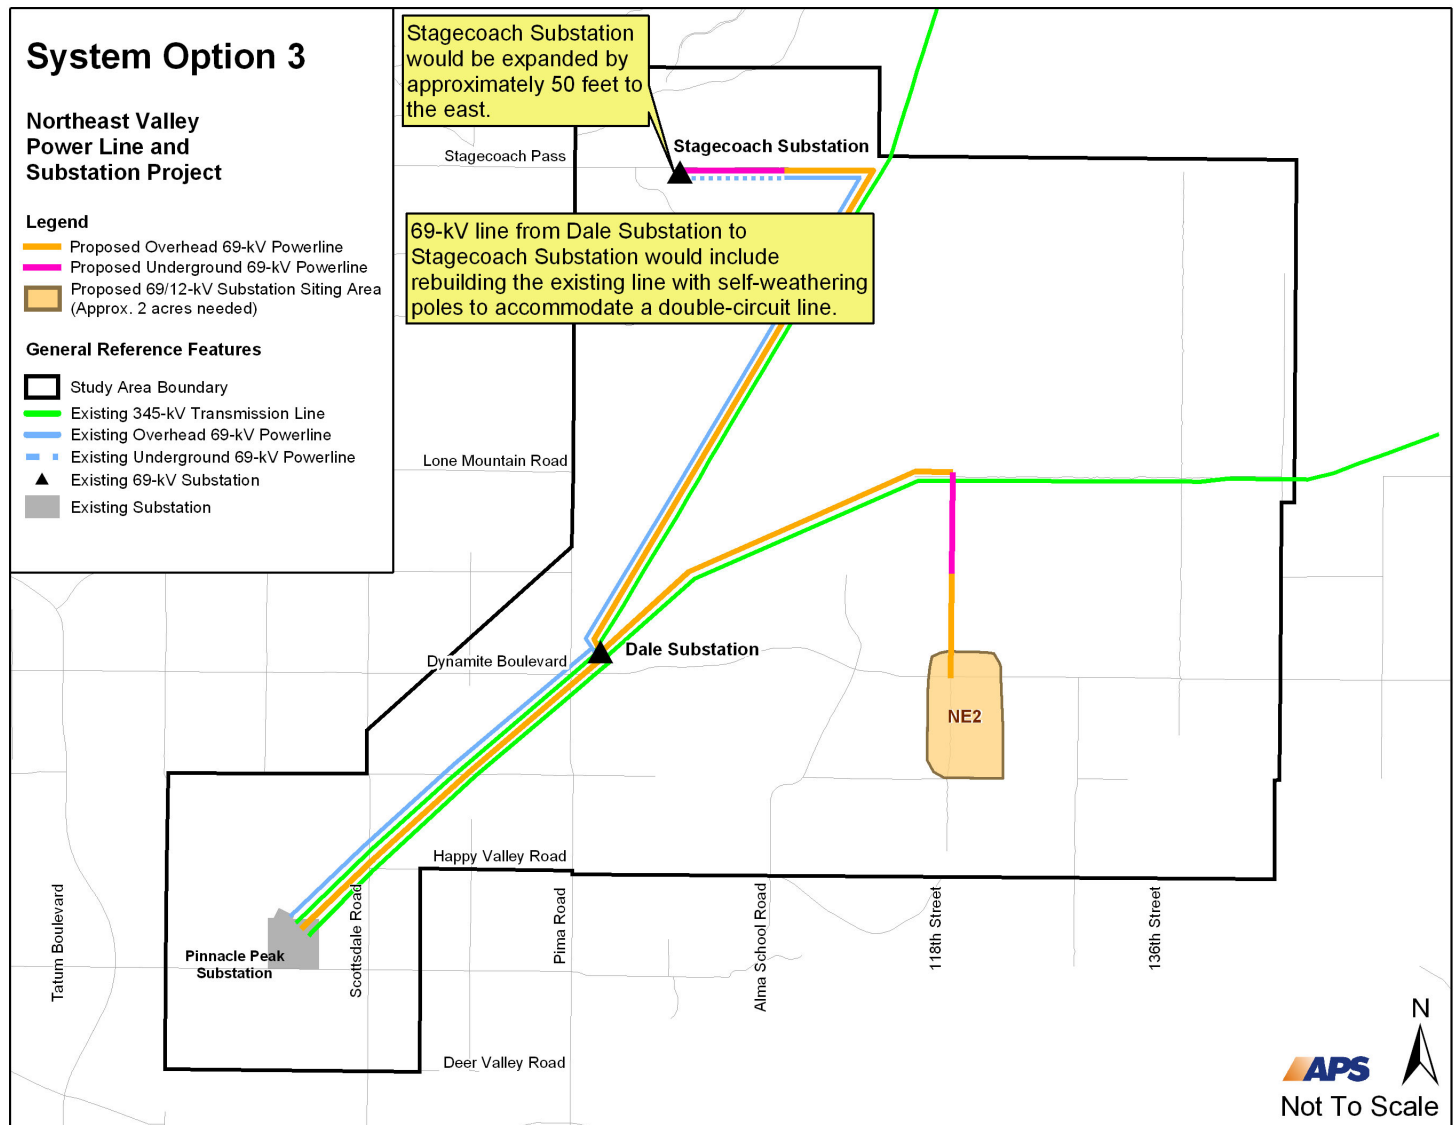 System Option 3
Northeast Valley
Power Line and
Substation Project
Legend
Proposed Overhead 69-kV Powerline
Proposed Underground 69-kV Powerline
Proposed 69/12-kV Substation Siting Area
(Approx. 2 acres needed)
General Reference Features
Study Area Boundary
Existing 345-kV Transmission Line
Existing Overhead 69-kV Powerline
Existing Underground 69-kV Powerline
Existing 69-kV Substation
Existing Substation
Stagecoach Substation
would be expanded by
approximately 50 feet to
the east.
Stagecoach Substation
Stagecoach Pass
69-kV line from Dale Substation to
Stagecoach Substation would include
rebuilding the existing line with self-weathering
poles to accommodate a double-circuit line.
Lone Mountain Road
Dale Substation
Dynamite Boulevard
NE2
Happy Valley Road
Tatum Boulevard
Scottsdale Road
Pima Road
Alma School Road
118th Street
136th Street
Pinnacle Peak
Substation
Deer Valley Road
N
APS
Not To Scale